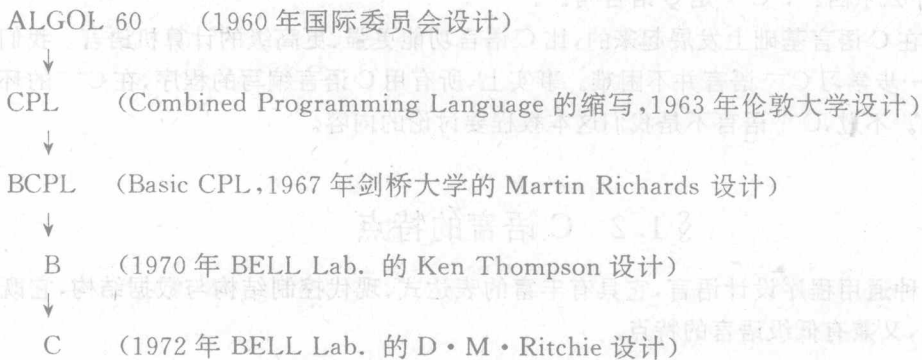 ALGOL 60 (1960 年国际委员会设计)
↓
CPL (Combined Programming Language 的缩写,1963 年伦敦大学设计)
↓
BCPL (Basic CPL,1967 年剑桥大学的 Martin Richards 设计)
↓
B (1970 年 BELL Lab. 的 Ken Thompson 设计)
↓
C (1972 年 BELL Lab. 的 D·M·Ritchie 设计)